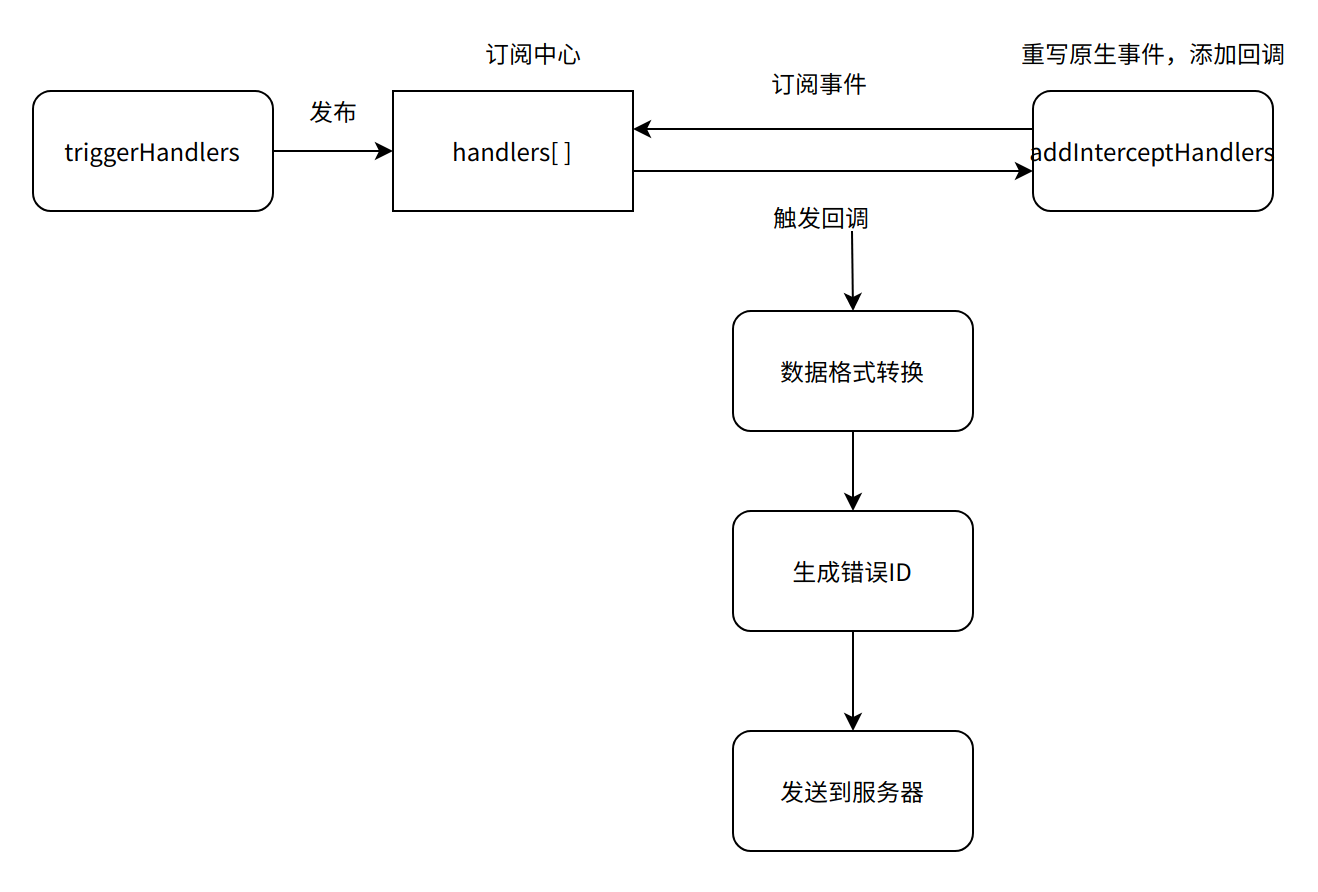 订阅中心
重写原生事件，添加回调
订阅事件
发布
triggerHandlers
handlers[ ]
addInterceptHandlers
触发回调
数据格式转换
生成错误ID
发送到服务器